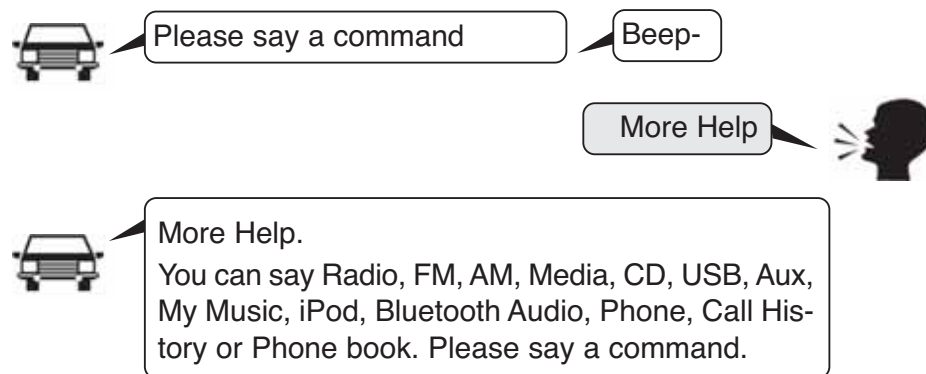 Please say a command
Beep-
More Help
More Help.
You can say Radio, FM, AM, Media, CD, USB, Aux,
My Music, iPod, Bluetooth Audio, Phone, Call His-
tory or Phone book. Please say a command.